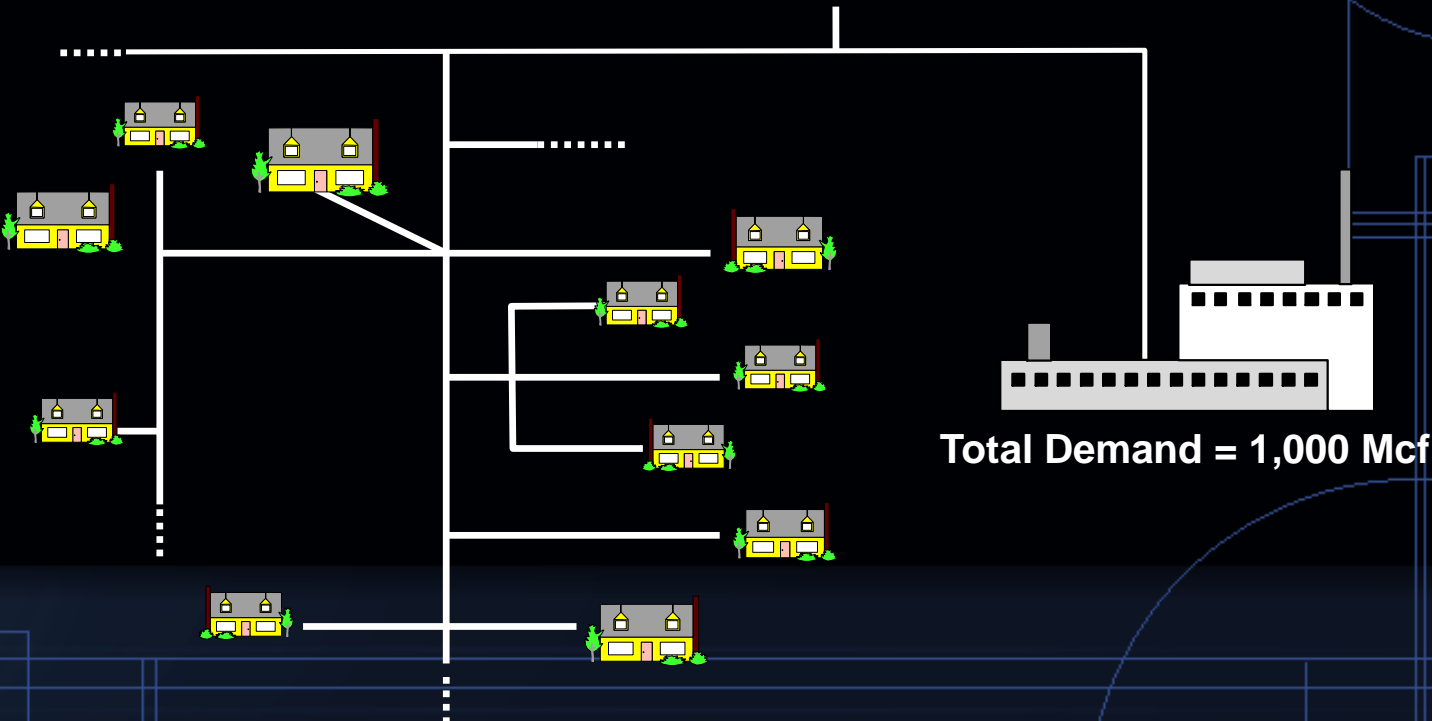 Total Demand = 1,000 Mcf